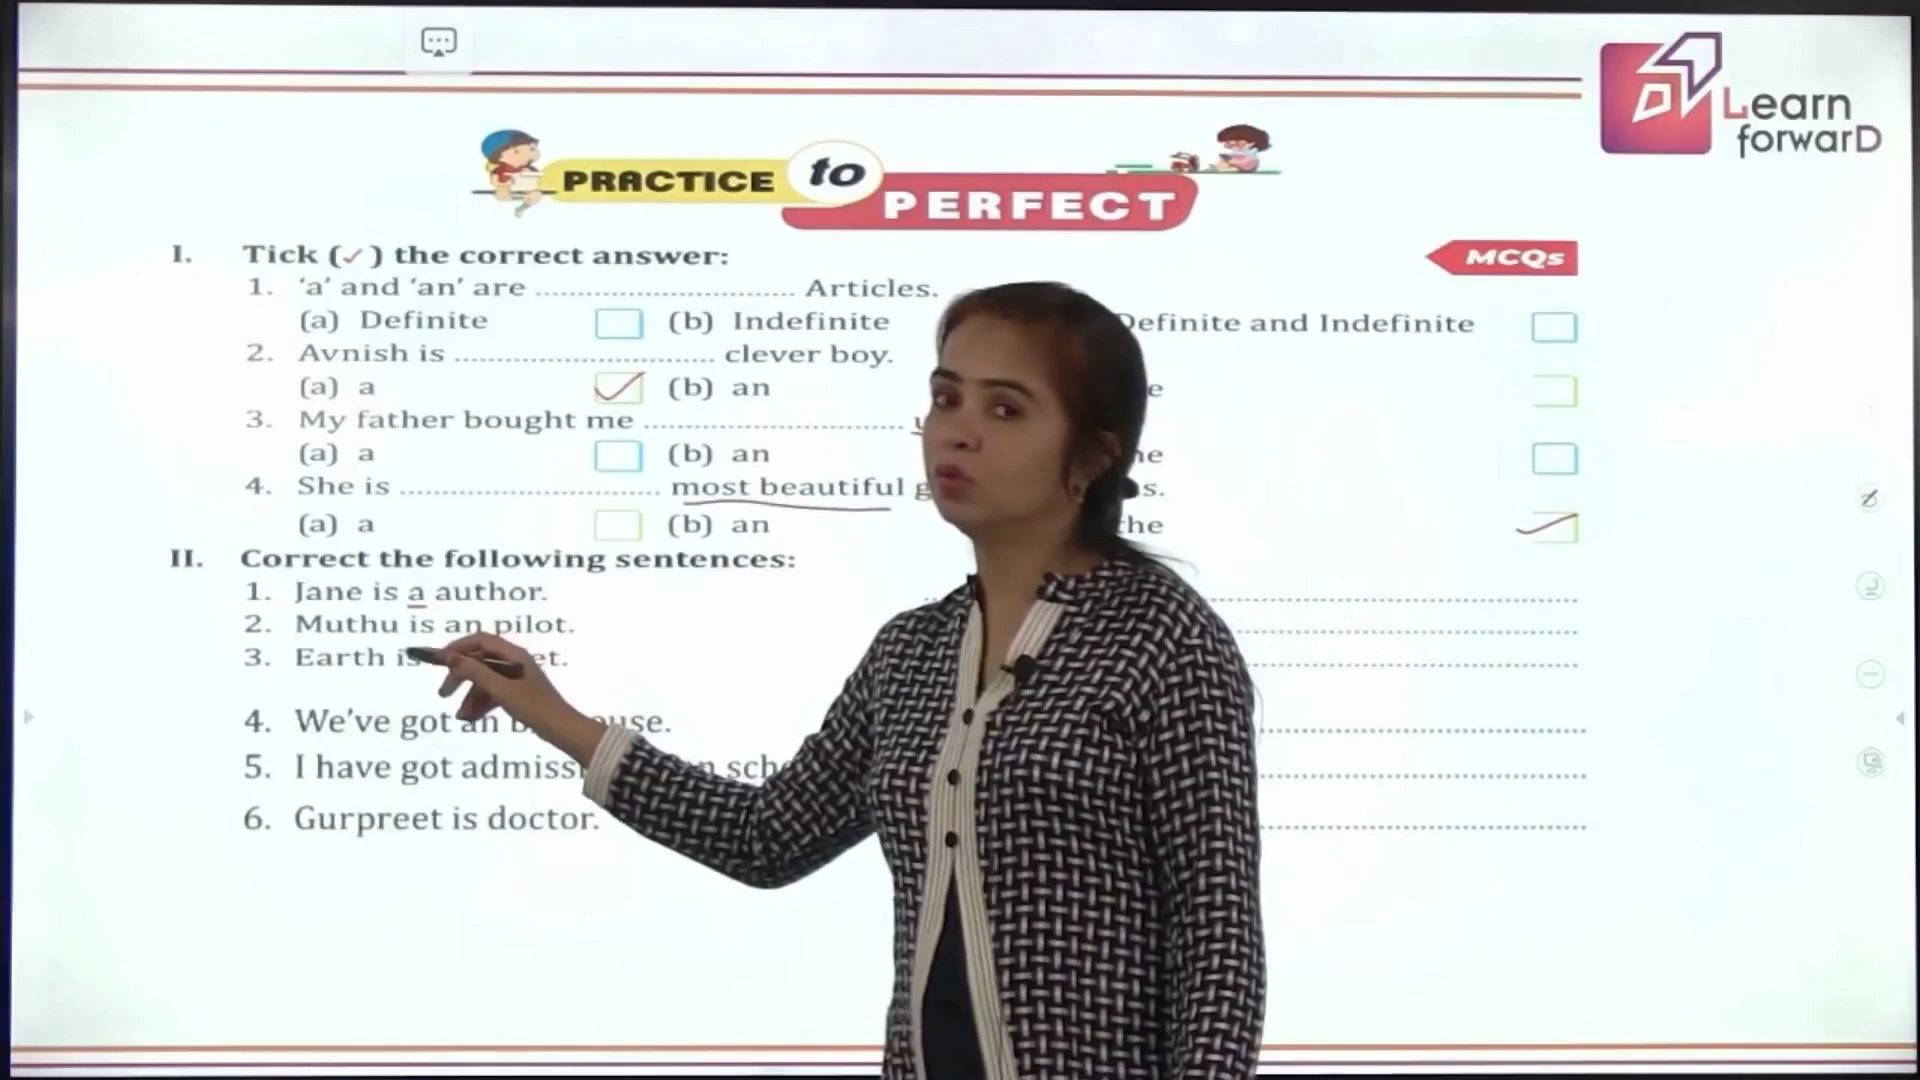 Learn
forwarD
PRACTICE to PERFECT
I. Tick (✓) the correct answer:
MCQs
1. ‘a’ and ‘an’ are .......................... Articles.
(a) Definite (b) Indefinite Definite and Indefinite
2. Avnish is .......................... clever boy.
(a) a (b) an
3. My father bought me ..........................
(a) a (b) an
4. She is .......................... most beautiful
(a) a (b) an the
II. Correct the following sentences:
1. Jane is a author.
2. Muthu is an pilot.
3. Earth is
4. We’ve got an
5. I have got
6. Gurpreet is doctor.